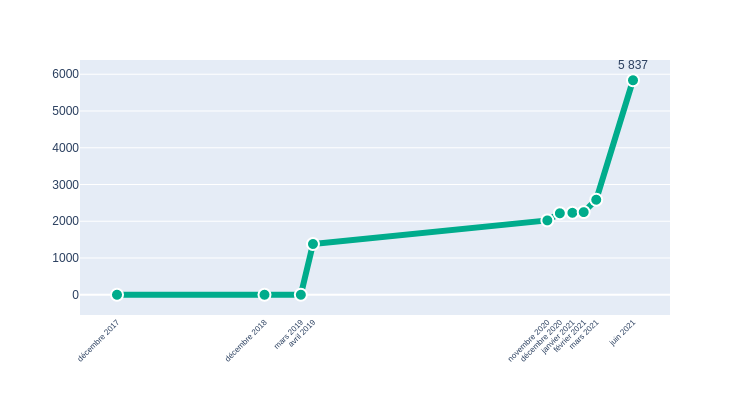 5 837
6000
5000
4000
3000
2000
1000
0
décembre 2017
décembre 2018
mars 2019
avril 2019
novembre 2020
décembre 2020
janvier 2021
février 2021
mars 2021
juin 2021